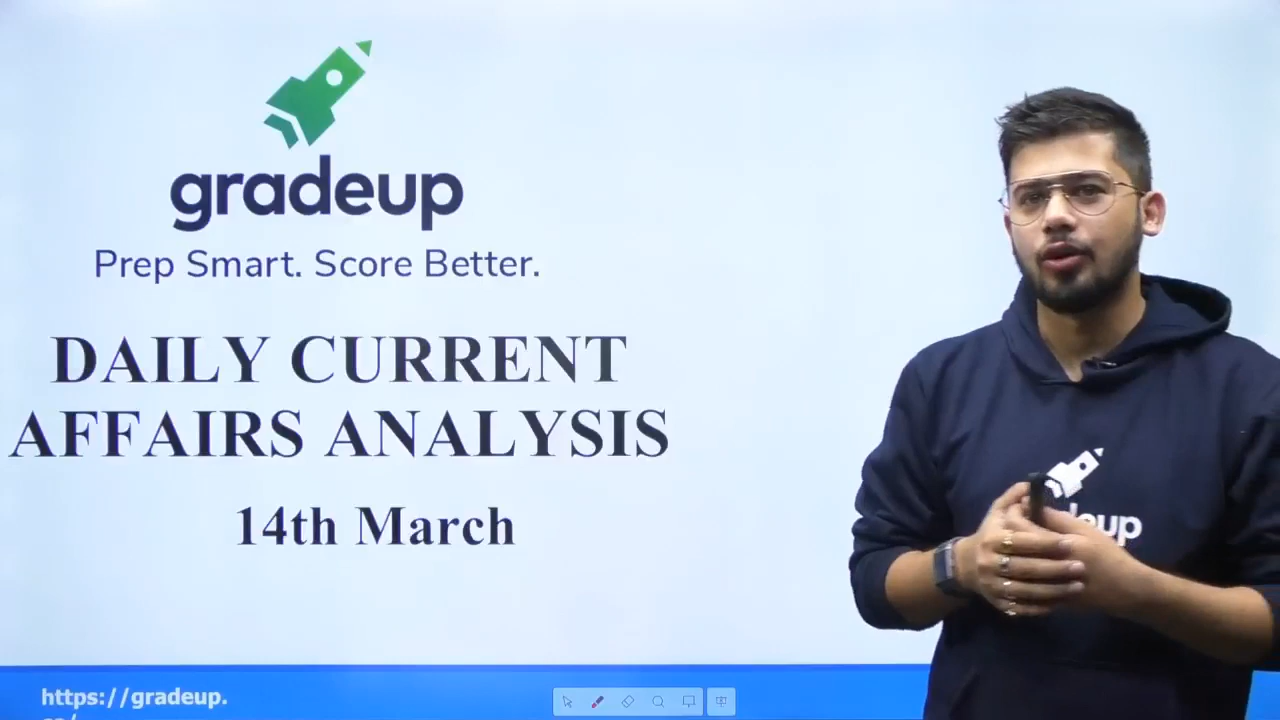 gradeup
Prep Smart. Score Better.
DAILY CURRENT
AFFAIRS ANALYSIS
14th March
https://gradeup.